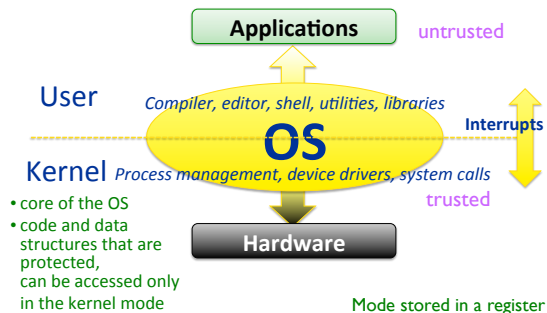 Applications
untrusted
User
Compiler, editor, shell, utilities, libraries
Interrupts
OS
Kernel
Process management, device drivers, system calls
trusted
• core of the OS
• code and data
structures that are
protected,
can be accessed only
in the kernel mode
Hardware
Mode stored in a register